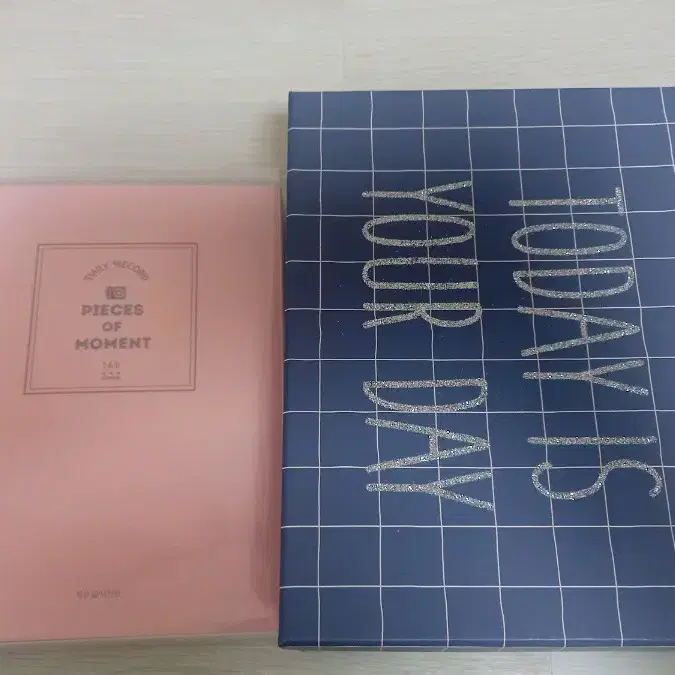 DAILY RECORD
PIECES
OF
MOMENT
TODAY IS
YOUR DAY